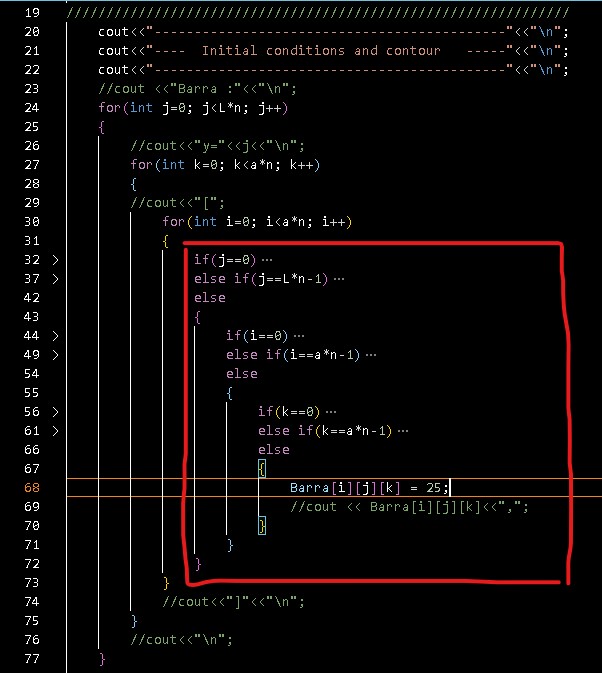 19 ///////////////////////////////////////////////////////////////
20 cout<<"--------------------------------------------"<<"\n";
21 cout<<"----  Initial conditions and contour   -----"<<"\n";
22 cout<<"--------------------------------------------"<<"\n";
23 //cout <<"Barra :"<<"\n";
24 for(int j=0; j<L*n; j++)
25 {
26 //cout<<"y="<<j<<"\n";
27 for(int k=0; k<a*n; k++)
28 {
29 //cout<<"[";
30 for(int i=0; i<a*n; i++)
31 {
32 > if(j==0) ···
37 > else if(j==L*n-1) ···
42 else
43 {
44 > if(i==0) ···
49 > else if(i==a*n-1) ···
54 else
55 {
56 > if(k==0) ···
61 > else if(k==a*n-1) ···
66 else
67 {
68 Barra[i][j][k] = 25;
69 //cout << Barra[i][j][k]<<",";
70 }
71 }
72 }
73 }
74 //cout<<"]"<<"\n";
75 }
76 //cout<<"\n";
77 }